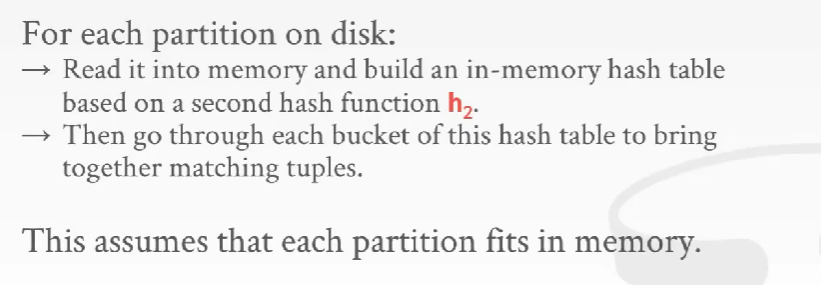 For each partition on disk:
→ Read it into memory and build an in-memory hash table
based on a second hash function h₂.
→ Then go through each bucket of this hash table to bring
together matching tuples.
This assumes that each partition fits in memory.